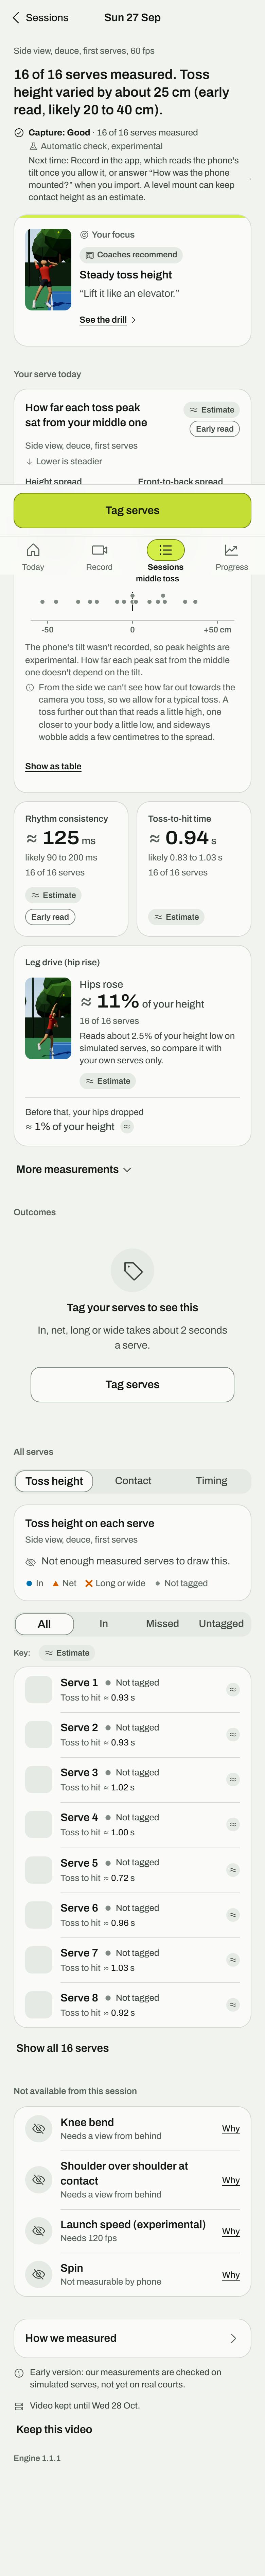 Sessions
Sun 27 Sep
Side view, deuce, first serves, 60 fps
16 of 16 serves measured. Toss
height varied by about 25 cm (early
read, likely 20 to 40 cm).
Capture: Good · 16 of 16 serves measured
Automatic check, experimental
Next time: Record in the app, which reads the phone's
tilt once you allow it, or answer “How was the phone
mounted?” when you import. A level mount can keep
contact height as an estimate.
Your focus
Coaches recommend
Steady toss height
“Lift it like an elevator.”
See the drill
Your serve today
How far each toss peak
sat from your middle one
≈ Estimate
Early read
Side view, deuce, first serves
↓ Lower is steadier
Height spread
Front-to-back spread
Tag serves
Today
Record
Sessions
Progress
middle toss
-50
0
+50 cm
The phone's tilt wasn't recorded, so peak heights are
experimental. How far each peak sat from the middle
one doesn't depend on the tilt.
From the side we can't see how far out towards the
camera you toss, so we allow for a typical toss. A
toss further out than that reads a little high, one
closer to your body a little low, and sideways
wobble adds a few centimetres to the spread.
Show as table
Rhythm consistency
≈ 125 ms
likely 90 to 200 ms
16 of 16 serves
≈ Estimate
Early read
Toss-to-hit time
≈ 0.94 s
likely 0.83 to 1.03 s
16 of 16 serves
≈ Estimate
Leg drive (hip rise)
Hips rose
≈ 11% of your height
16 of 16 serves
Reads about 2.5% of your height low on
simulated serves, so compare it with
your own serves only.
≈ Estimate
Before that, your hips dropped
≈ 1% of your height ≈
More measurements
Outcomes
Tag your serves to see this
In, net, long or wide takes about 2 seconds
a serve.
Tag serves
All serves
Toss height
Contact
Timing
Toss height on each serve
Side view, deuce, first serves
Not enough measured serves to draw this.
In
Net
Long or wide
Not tagged
All
In
Missed
Untagged
Key: ≈ Estimate
Serve 1 Not tagged
Toss to hit ≈ 0.93 s ≈
Serve 2 Not tagged
Toss to hit ≈ 0.93 s ≈
Serve 3 Not tagged
Toss to hit ≈ 1.02 s ≈
Serve 4 Not tagged
Toss to hit ≈ 1.00 s ≈
Serve 5 Not tagged
Toss to hit ≈ 0.72 s ≈
Serve 6 Not tagged
Toss to hit ≈ 0.96 s ≈
Serve 7 Not tagged
Toss to hit ≈ 1.03 s ≈
Serve 8 Not tagged
Toss to hit ≈ 0.92 s ≈
Show all 16 serves
Not available from this session
Knee bend
Needs a view from behind
Why
Shoulder over shoulder at
contact
Needs a view from behind
Why
Launch speed (experimental)
Needs 120 fps
Why
Spin
Not measurable by phone
Why
How we measured
Early version: our measurements are checked on
simulated serves, not yet on real courts.
Video kept until Wed 28 Oct.
Keep this video
Engine 1.1.1